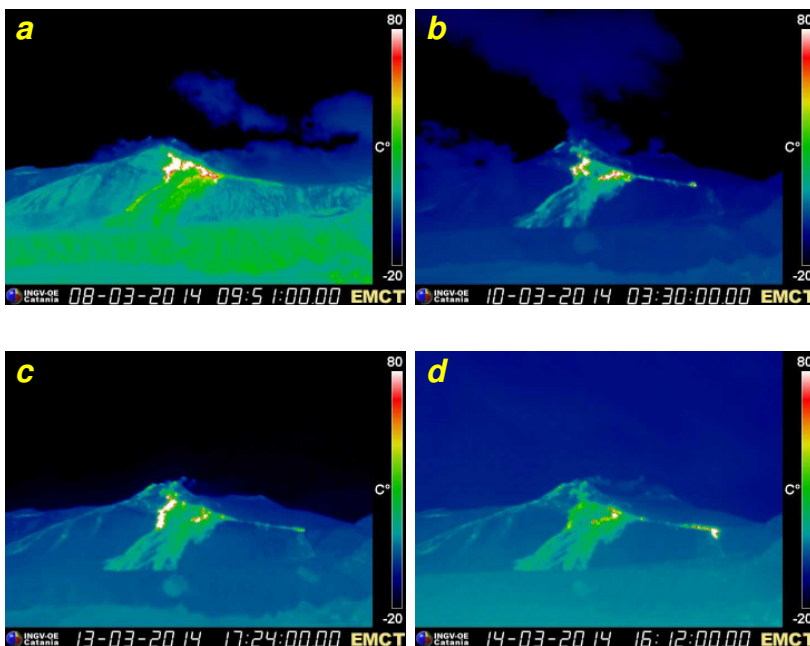 a
80
C°
-20
INGV-OE
Catania
08-03-2014 09:51:00.00
EMCT
b
80
C°
-20
INGV-OE
Catania
10-03-2014 03:30:00.00
EMCT
c
80
C°
-20
INGV-OE
Catania
13-03-2014 17:24:00.00
EMCT
d
80
C°
-20
INGV-OE
Catania
14-03-2014 16:12:00.00
EMCT